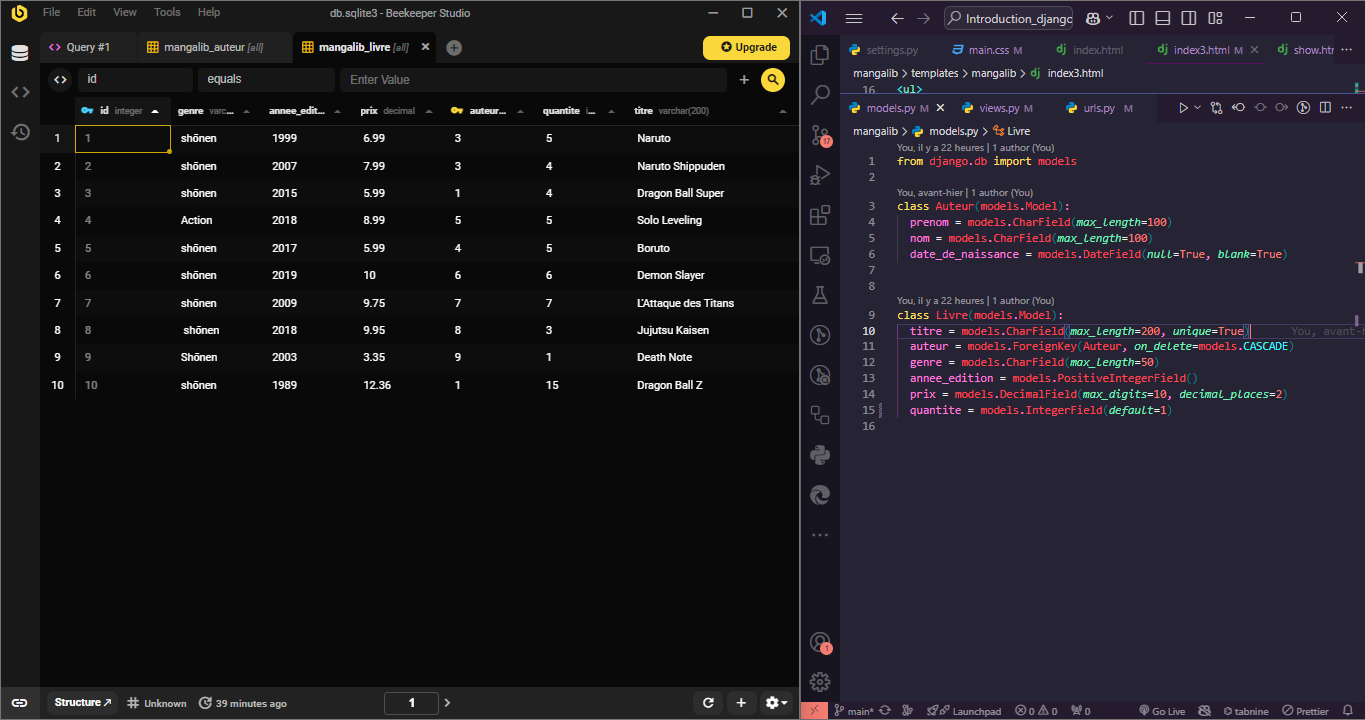 File Edit View Tools Help
db.sqlite3 - Beekeeper Studio
Query #1
mangalib_auteur [all]
mangalib_livre [all]
Upgrade
id
equals
Enter Value
id integer genre varc... annee_edit... prix decimal auteur... quantite i... titre varchar(200)
1 1 shōnen 1999 6.99 3 5 Naruto
2 2 shōnen 2007 7.99 3 4 Naruto Shippuden
3 3 shōnen 2015 5.99 1 4 Dragon Ball Super
4 4 Action 2018 8.99 5 5 Solo Leveling
5 5 shōnen 2017 5.99 4 5 Boruto
6 6 shōnen 2019 10 6 6 Demon Slayer
7 7 shōnen 2009 9.75 7 7 L'Attaque des Titans
8 8 shōnen 2018 9.95 8 3 Jujutsu Kaisen
9 9 Shōnen 2003 3.35 9 1 Death Note
10 10 shōnen 1989 12.36 1 15 Dragon Ball Z
Structure
Unknown
39 minutes ago
1
Introduction_django
settings.py main.css M index.html index3.html M show.htm
mangalib > templates > mangalib > index3.html
16 <ul>
models.py M views.py M urls.py M
mangalib > models.py > Livre
You, il y a 22 heures | 1 author (You)
1 from django.db import models
2
You, avant-hier | 1 author (You)
3 class Auteur(models.Model):
4 prenom = models.CharField(max_length=100)
5 nom = models.CharField(max_length=100)
6 date_de_naissance = models.DateField(null=True, blank=True)
7
8
You, il y a 22 heures | 1 author (You)
9 class Livre(models.Model):
10 titre = models.CharField(max_length=200, unique=True) You, avant-h
11 auteur = models.ForeignKey(Auteur, on_delete=models.CASCADE)
12 genre = models.CharField(max_length=50)
13 annee_edition = models.PositiveIntegerField()
14 prix = models.DecimalField(max_digits=10, decimal_places=2)
15 quantite = models.IntegerField(default=1)
16
17
1
main* Launchpad 0 0 0 Go Live tabnine Prettier